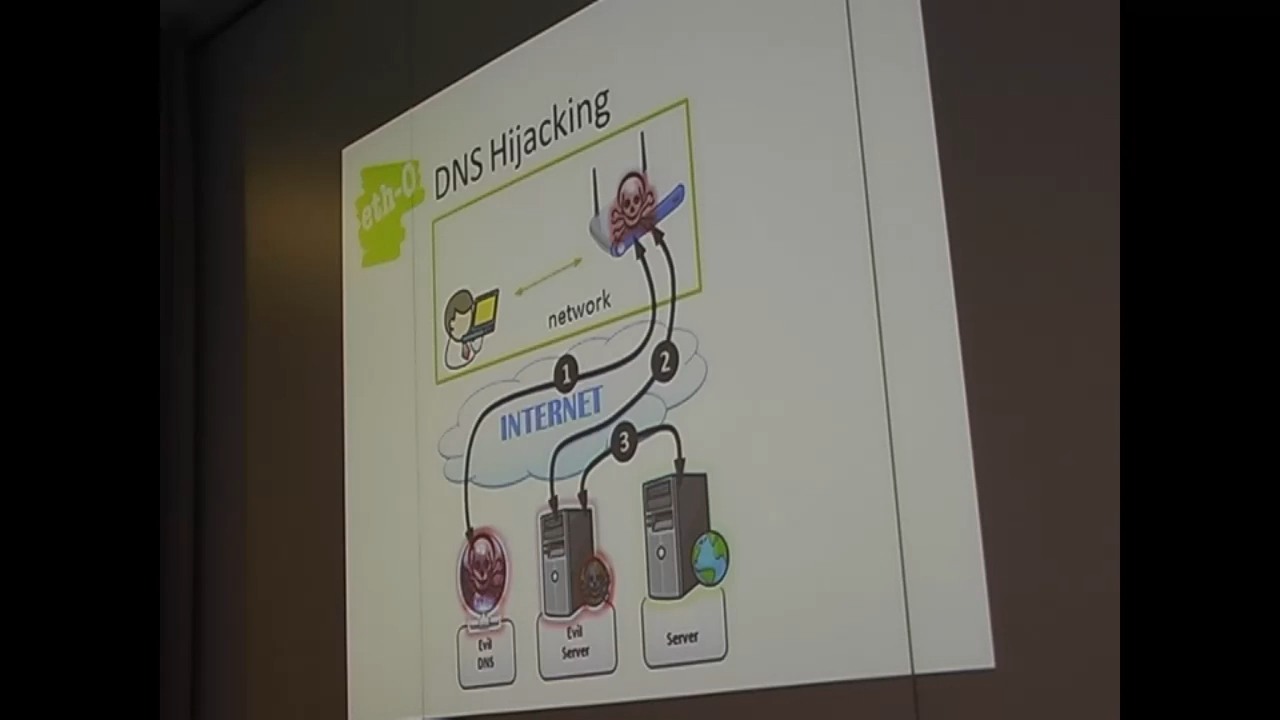 DNS Hijacking
eth-0
network
1
2
INTERNET
3
Evil
DNS
Evil
Server
Server